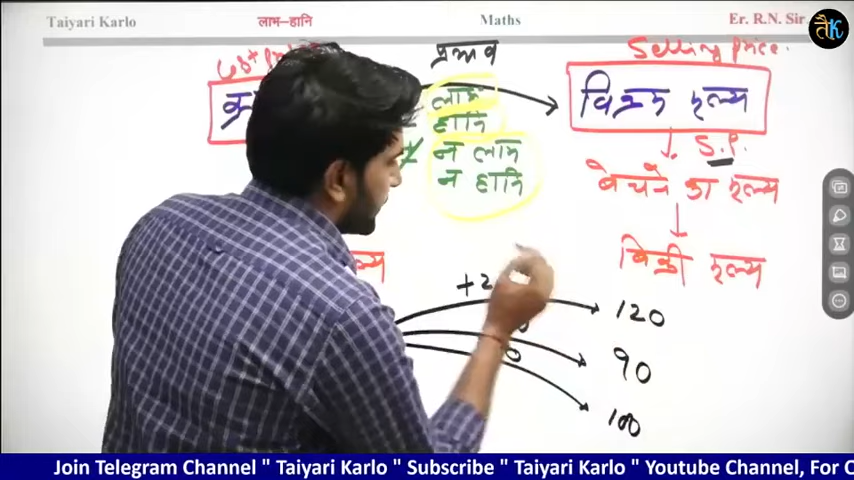 Taiyari Karlo लाभ–हानि Maths Er. R.N. Sir
प्रभाव Selling price.
लाभ
हानि
न लाभ
न हानि
विक्रय मूल्य
S.P.
बेचने का मूल्य
बिक्री मूल्य
120
90
100
Join Telegram Channel " Taiyari Karlo " Subscribe " Taiyari Karlo " Youtube Channel, For